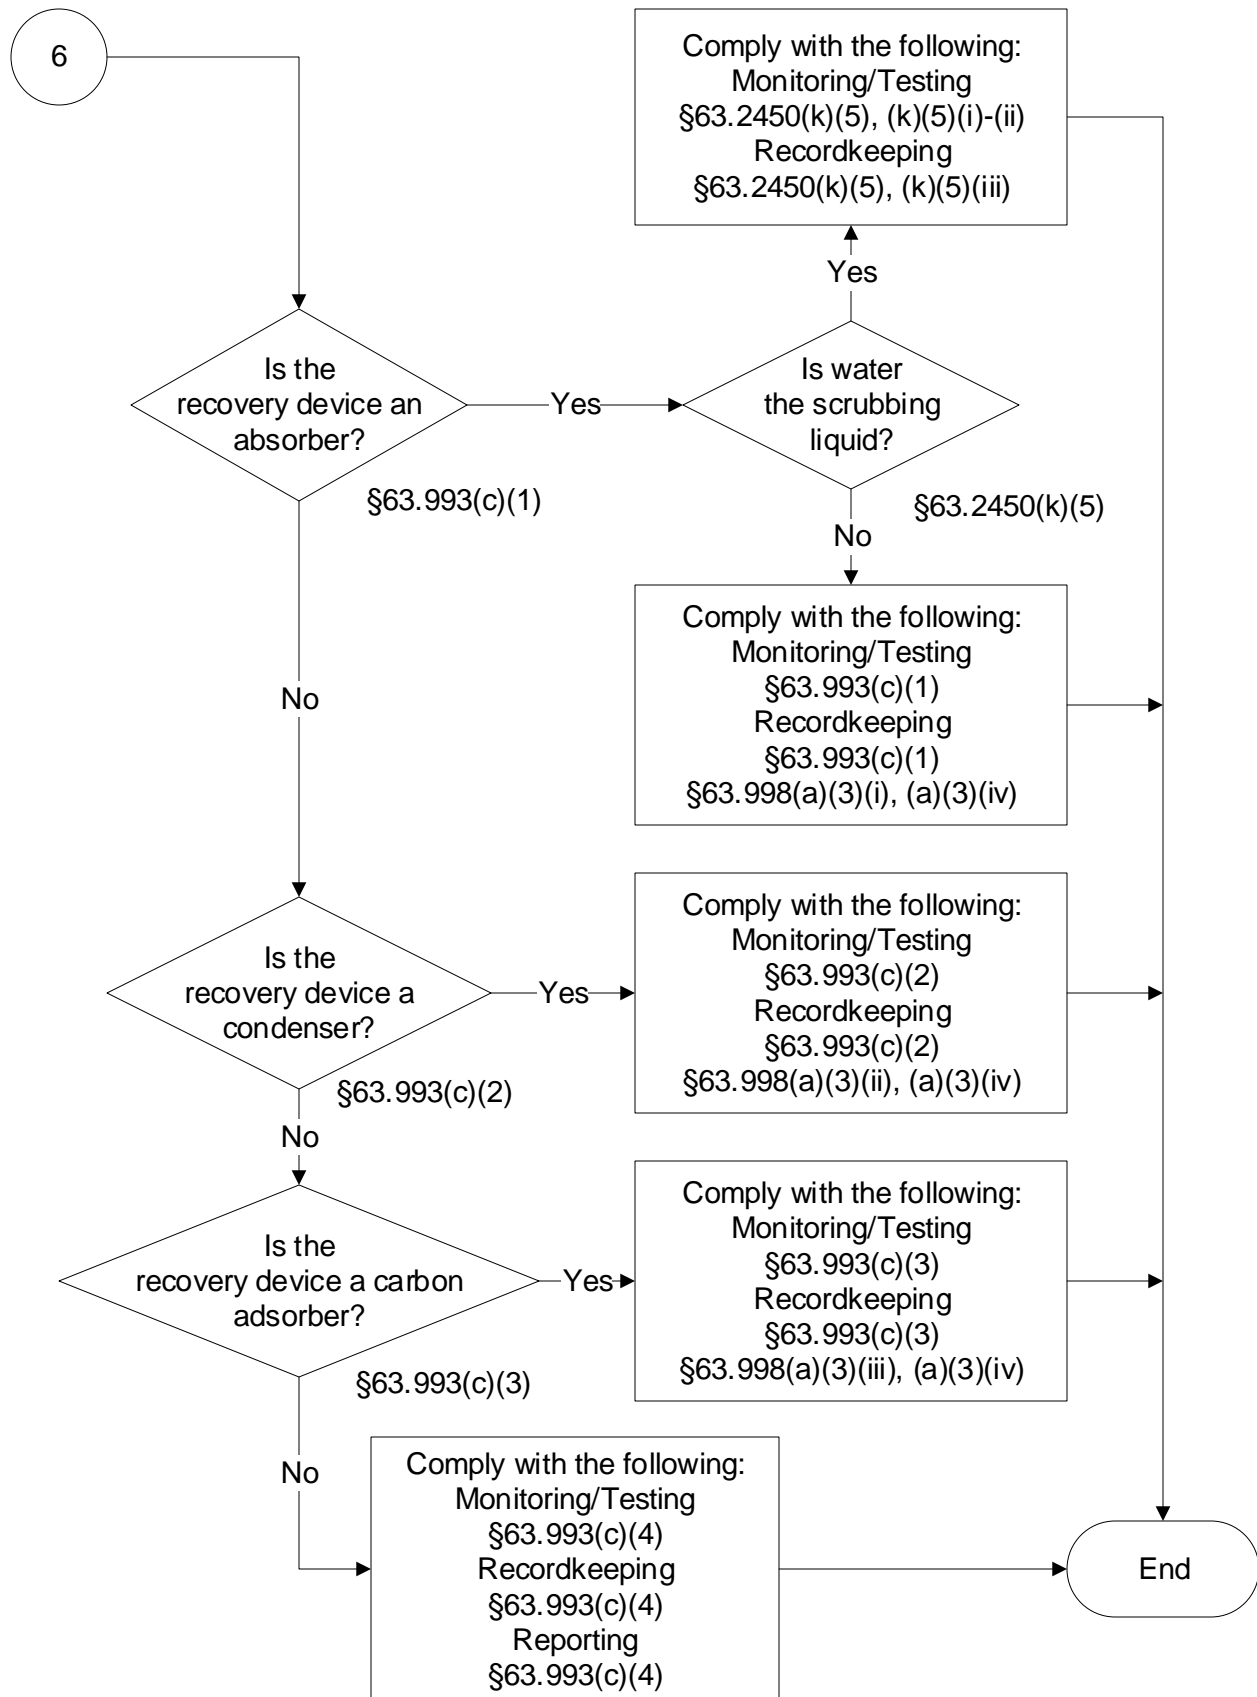 6
Comply with the following:
Monitoring/Testing
§63.2450(k)(5), (k)(5)(i)-(ii)
Recordkeeping
§63.2450(k)(5), (k)(5)(iii)
Yes
Is the
recovery device an
absorber?
Yes
Is water
the scrubbing
liquid?
§63.993(c)(1)
§63.2450(k)(5)
No
Comply with the following:
Monitoring/Testing
§63.993(c)(1)
Recordkeeping
§63.993(c)(1)
§63.998(a)(3)(i), (a)(3)(iv)
No
Is the
recovery device a
condenser?
Yes
Comply with the following:
Monitoring/Testing
§63.993(c)(2)
Recordkeeping
§63.993(c)(2)
§63.998(a)(3)(ii), (a)(3)(iv)
§63.993(c)(2)
No
Is the
recovery device a carbon
adsorber?
Yes
Comply with the following:
Monitoring/Testing
§63.993(c)(3)
Recordkeeping
§63.993(c)(3)
§63.998(a)(3)(iii), (a)(3)(iv)
§63.993(c)(3)
No
Comply with the following:
Monitoring/Testing
§63.993(c)(4)
Recordkeeping
§63.993(c)(4)
Reporting
§63.993(c)(4)
End